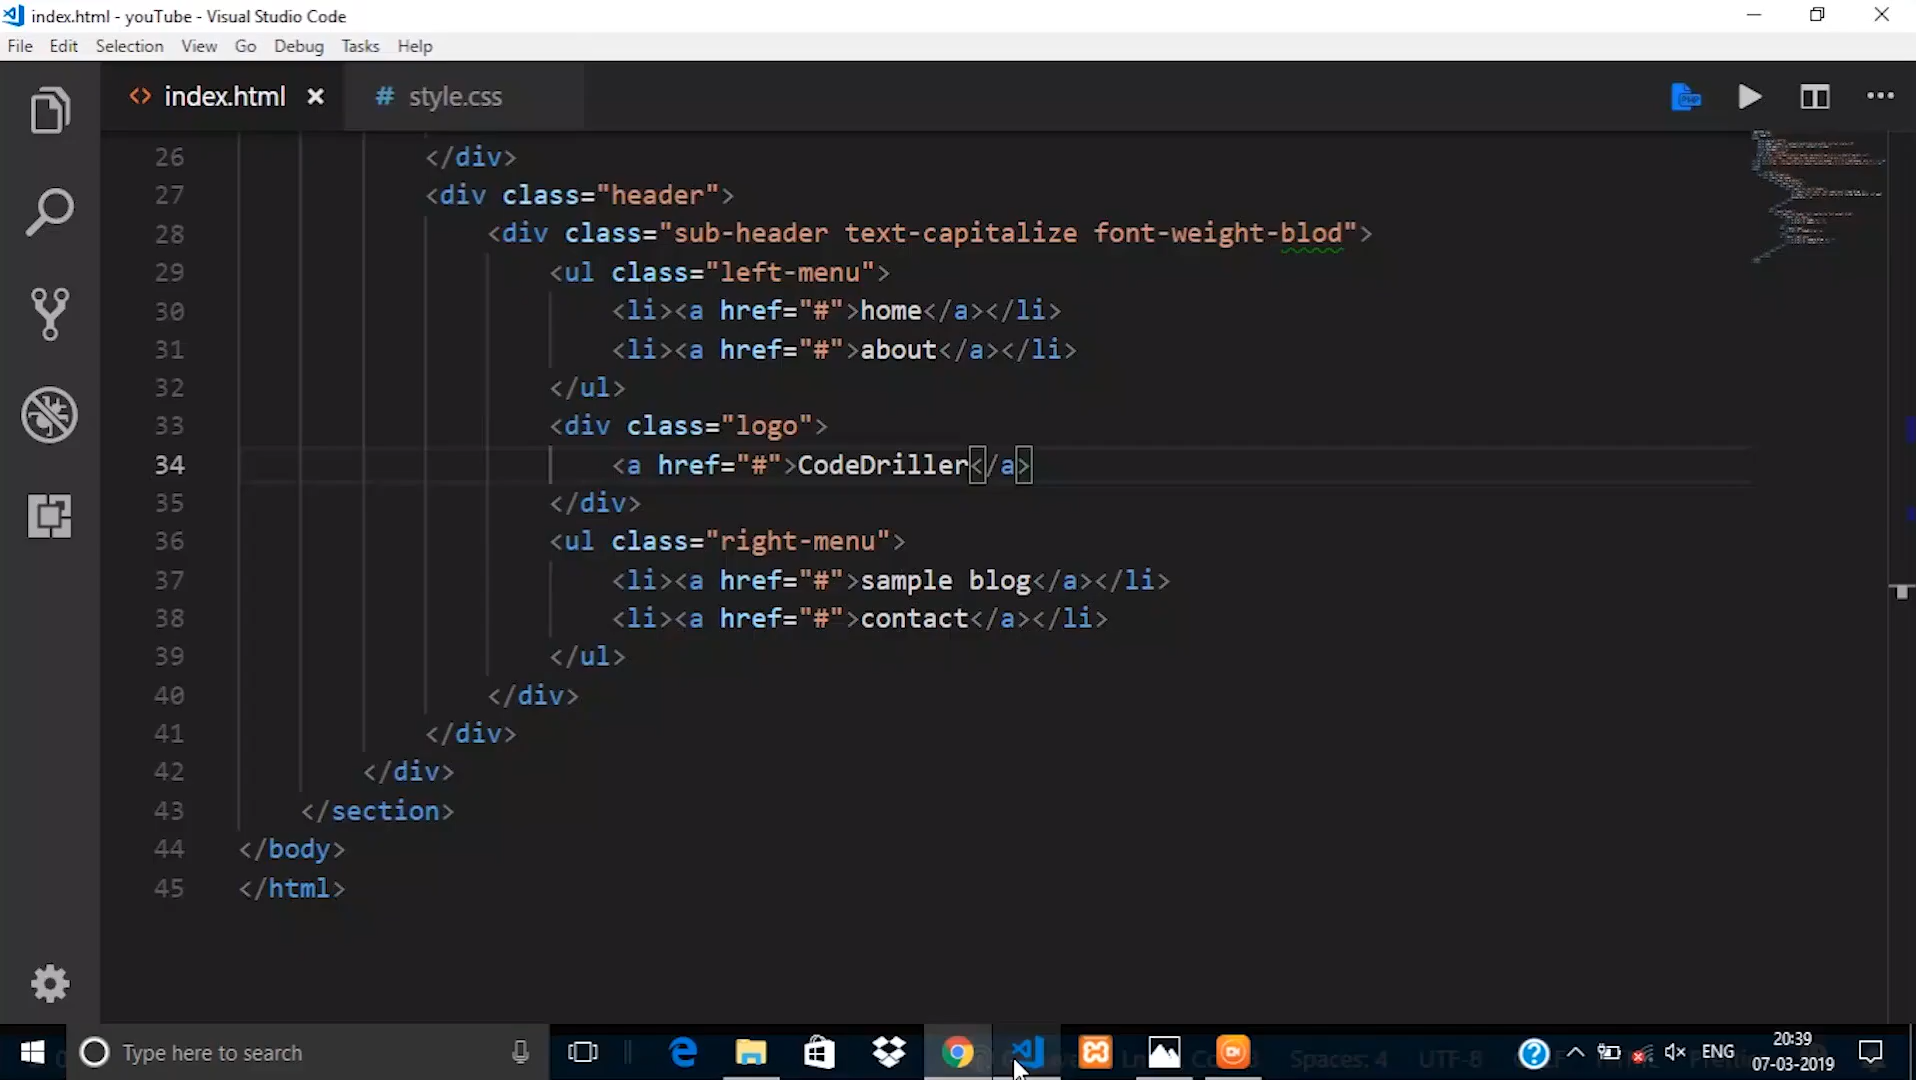 index.html - youTube - Visual Studio Code
File Edit Selection View Go Debug Tasks Help
<> index.html × # style.css
26 </div>
27 <div class="header">
28 <div class="sub-header text-capitalize font-weight-blod">
29 <ul class="left-menu">
30 <li><a href="#">home</a></li>
31 <li><a href="#">about</a></li>
32 </ul>
33 <div class="logo">
34 <a href="#">CodeDriller</a>
35 </div>
36 <ul class="right-menu">
37 <li><a href="#">sample blog</a></li>
38 <li><a href="#">contact</a></li>
39 </ul>
40 </div>
41 </div>
42 </div>
43 </section>
44 </body>
45 </html>
Type here to search
Spaces: 4 UTF-8
ENG
20:39
07-03-2019